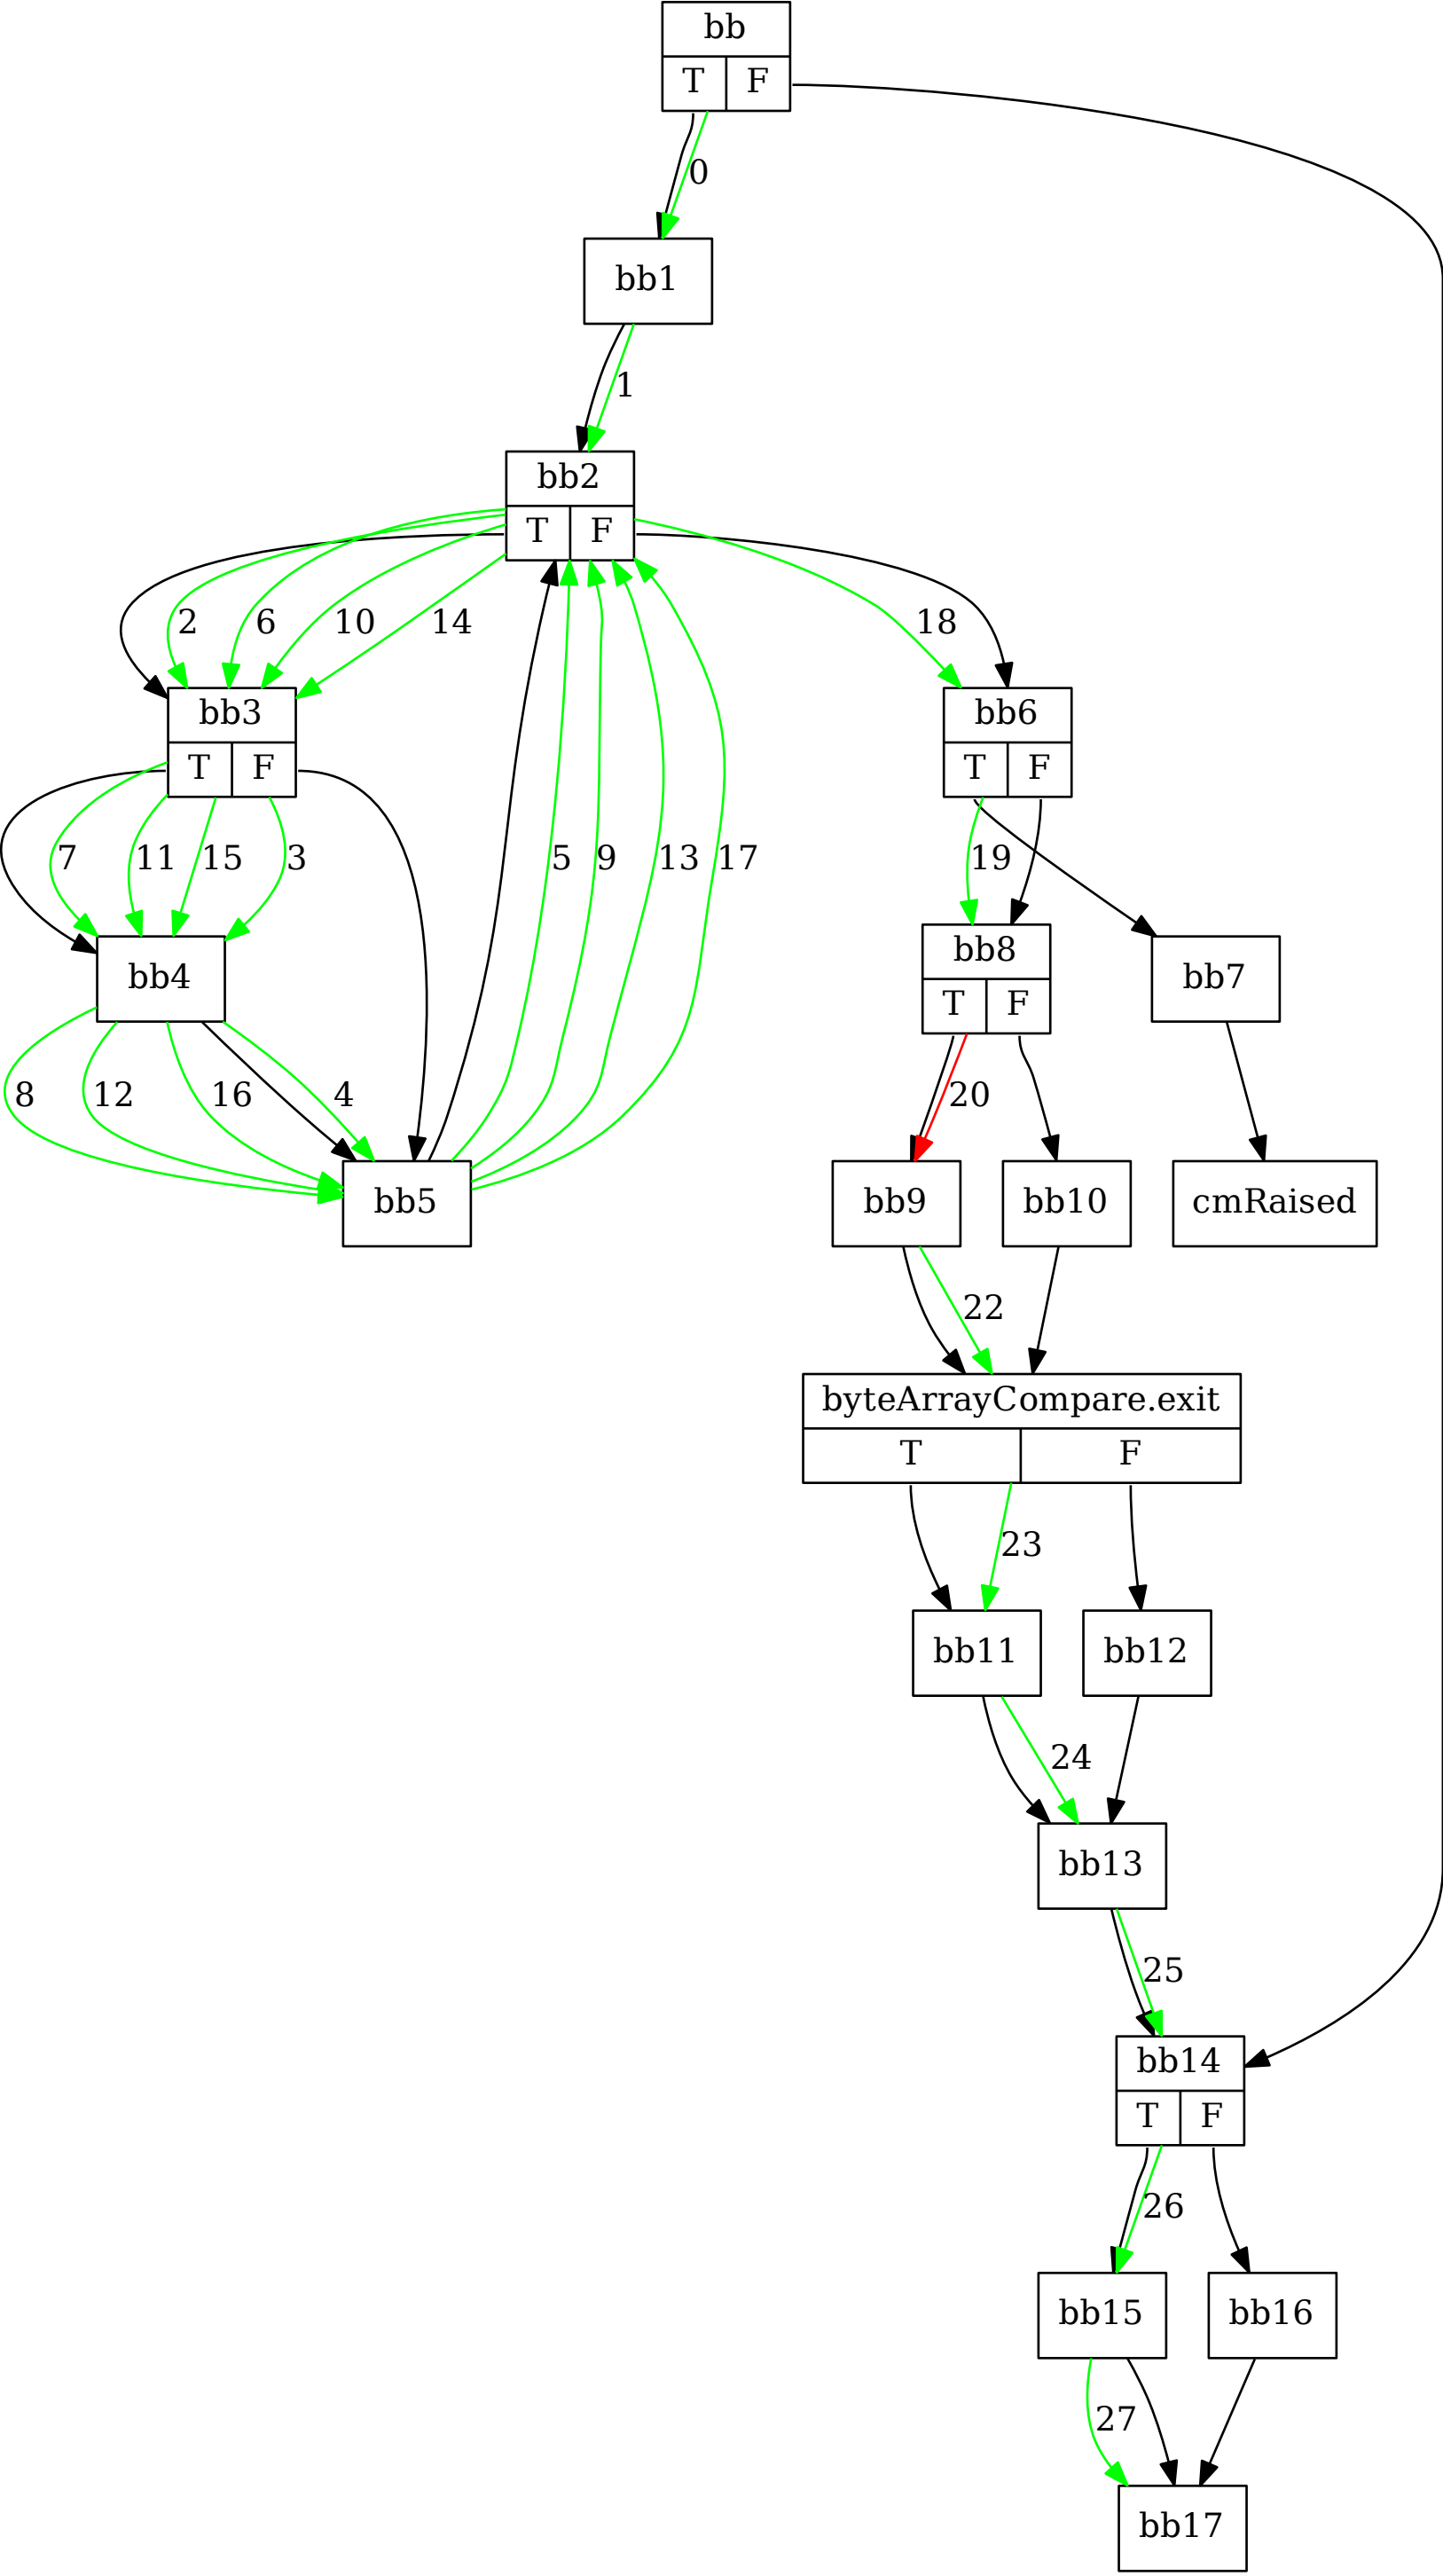 bb
T F
0
bb1
1
bb2
T F
2 6 10 14 18
bb3 bb6
T F T F
7 11 15 3 5 9 13 17 19
bb8
bb4 bb7
T F
8 12 16 4 20
bb5 bb9 bb10 cmRaised
22
byteArrayCompare.exit
T F
23
bb11 bb12
24
bb13
25
bb14
T F
26
bb15 bb16
27
bb17